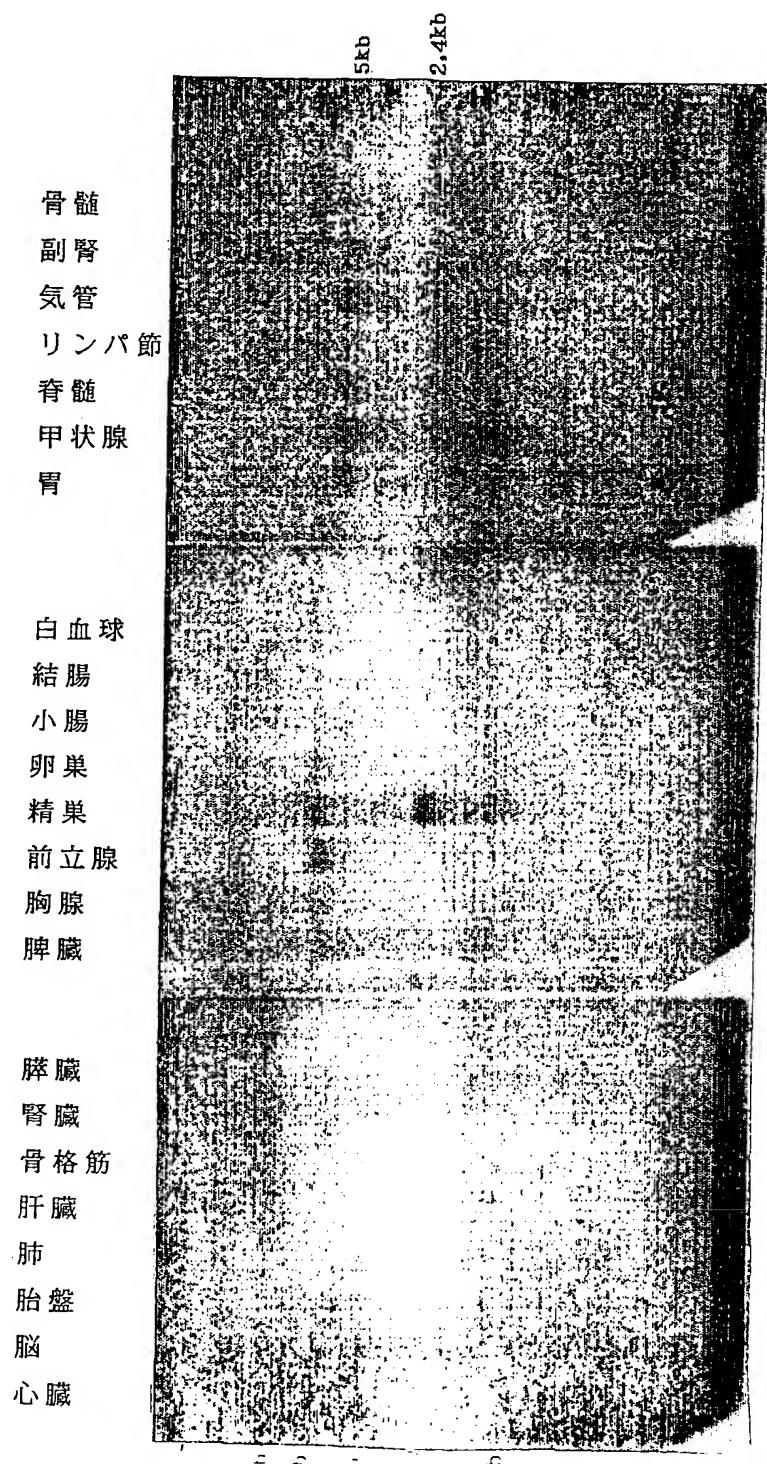 5kb
2.4kb
骨髄
副腎
気管
リンパ節
脊髄
甲状腺
胃
白血球
結腸
小腸
卵巣
精巣
前立腺
胸腺
脾臓
膵臓
腎臓
骨格筋
肝臓
肺
胎盤
脳
心臓